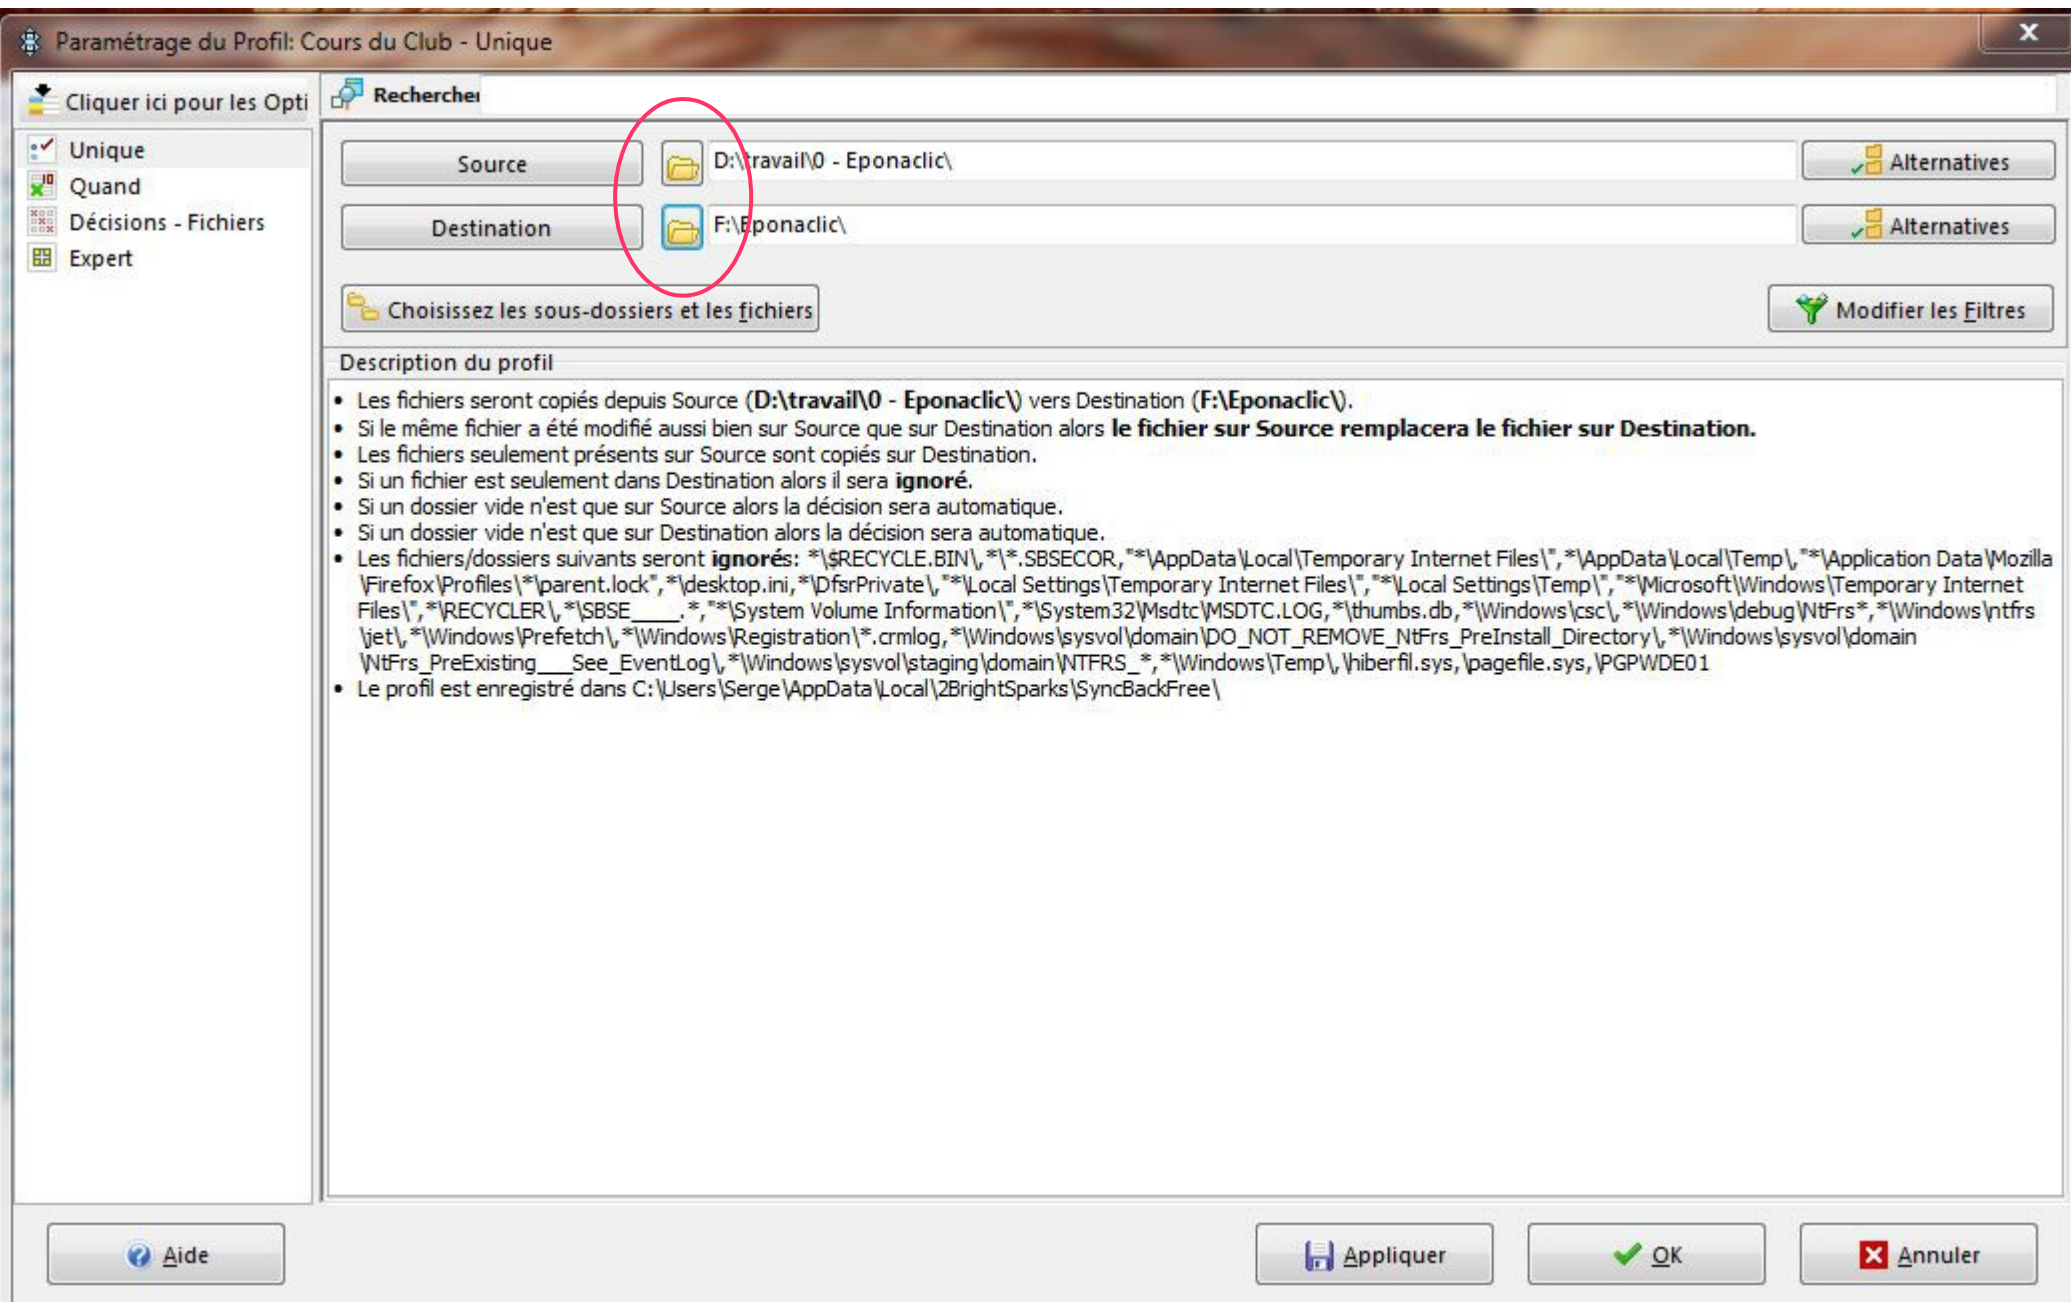 Paramétrage du Profil: Cours du Club - Unique
x
Cliquer ici pour les Opti
Rechercher
Unique
Quand
Décisions - Fichiers
Expert
Source
D:\travail\0 - Eponaclic\
Alternatives
Destination
F:\Eponaclic\
Alternatives
Choisissez les sous-dossiers et les fichiers
Modifier les Filtres
Description du profil
• Les fichiers seront copiés depuis Source (D:\travail\0 - Eponaclic\) vers Destination (F:\Eponaclic\).
• Si le même fichier a été modifié aussi bien sur Source que sur Destination alors le fichier sur Source remplacera le fichier sur Destination.
• Les fichiers seulement présents sur Source sont copiés sur Destination.
• Si un fichier est seulement dans Destination alors il sera ignoré.
• Si un dossier vide n'est que sur Source alors la décision sera automatique.
• Si un dossier vide n'est que sur Destination alors la décision sera automatique.
• Les fichiers/dossiers suivants seront ignorés: *\$RECYCLE.BIN\,*\*.SBSECOR,"*\AppData\Local\Temporary Internet Files\",*\AppData\Local\Temp\,"*\Application Data\Mozilla
\Firefox\Profiles\*\parent.lock",*\desktop.ini,*\DfsrPrivate\,"*\Local Settings\Temporary Internet Files\","*\Local Settings\Temp\","*\Microsoft\Windows\Temporary Internet
Files\",*\RECYCLER\,*\SBSE____.*,"*\System Volume Information\",*\System32\Msdtc\MSDTC.LOG,*\thumbs.db,*\Windows\csc\,*\Windows\debug\NtFrs*,*\Windows\ntfrs
\jet\,*\Windows\Prefetch\,*\Windows\Registration\*.crmlog,*\Windows\sysvol\domain\DO_NOT_REMOVE_NtFrs_PreInstall_Directory\,*\Windows\sysvol\domain
\NtFrs_PreExisting___See_EventLog\,*\Windows\sysvol\staging\domain\NTFRS_*,*\Windows\Temp\,\hiberfil.sys,\pagefile.sys,\PGPWDE01
• Le profil est enregistré dans C:\Users\Serge\AppData\Local\2BrightSparks\SyncBackFree\
Aide
Appliquer
OK
Annuler